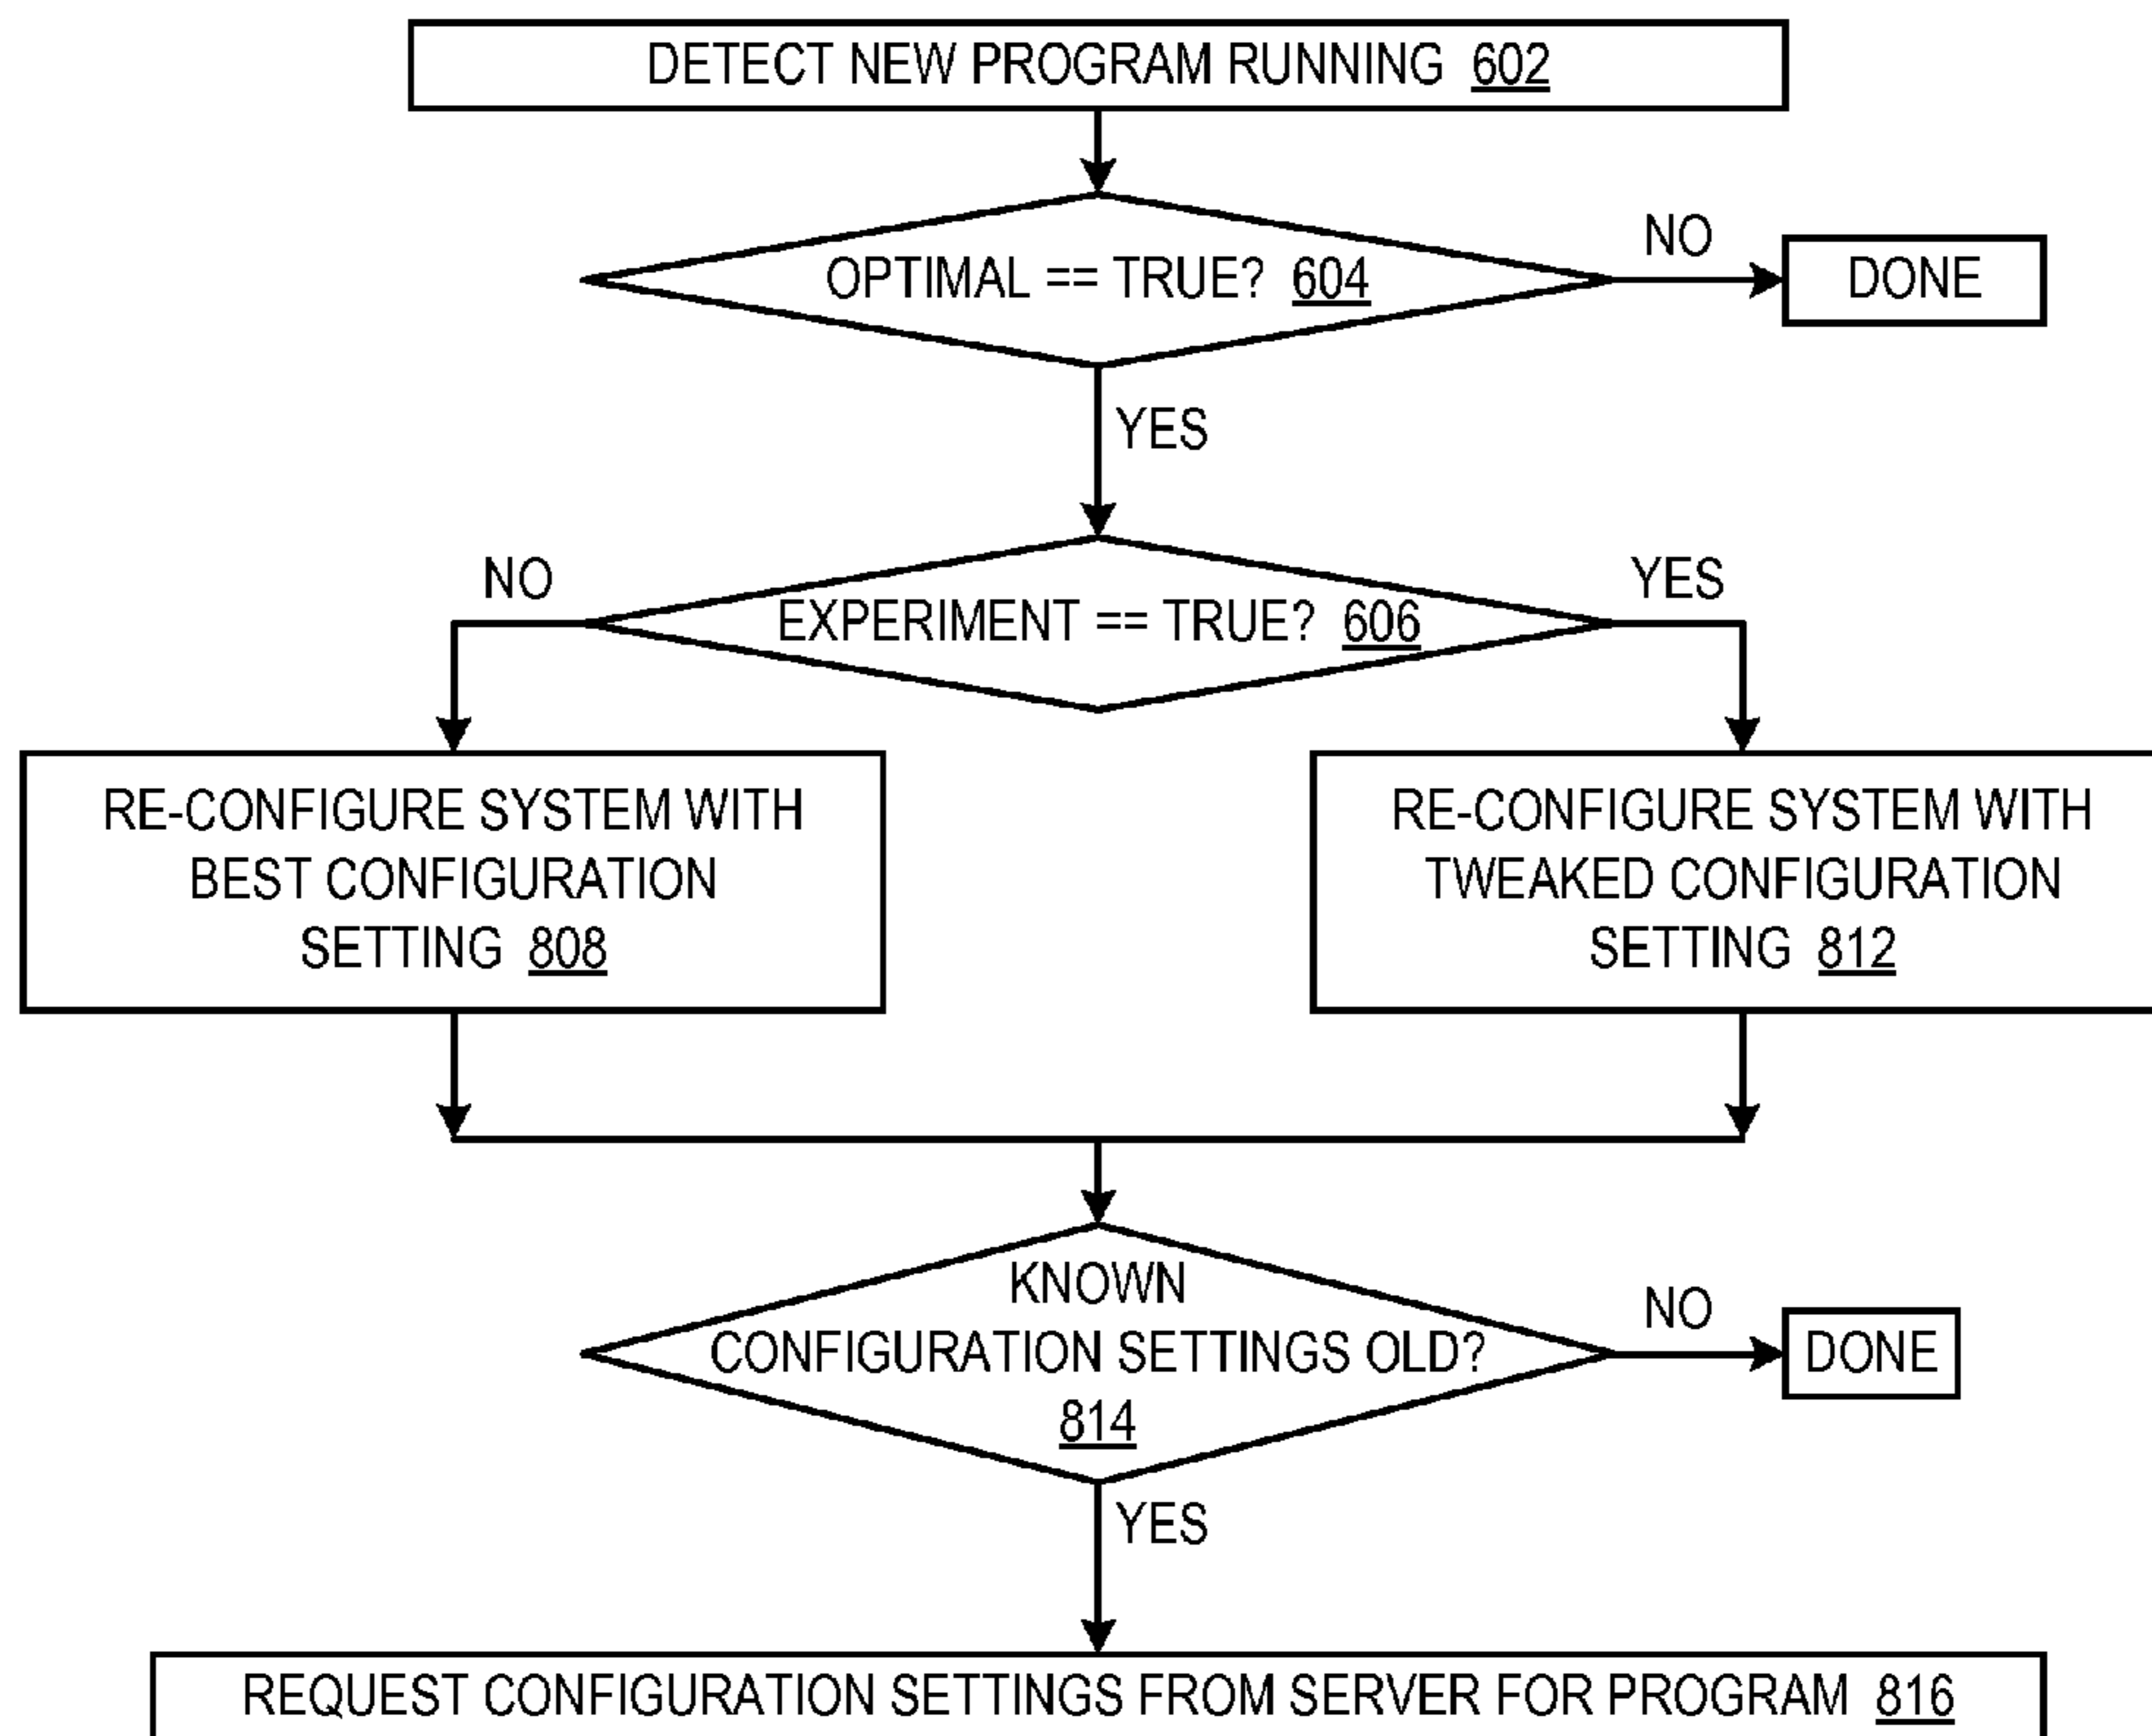 DETECT NEW PROGRAM RUNNING 602
OPTIMAL == TRUE? 604
NO
DONE
YES
EXPERIMENT == TRUE? 606
NO
YES
RE-CONFIGURE SYSTEM WITH
BEST CONFIGURATION
SETTING 808
RE-CONFIGURE SYSTEM WITH
TWEAKED CONFIGURATION
SETTING 812
KNOWN
CONFIGURATION SETTINGS OLD?
814
NO
DONE
YES
REQUEST CONFIGURATION SETTINGS FROM SERVER FOR PROGRAM 816